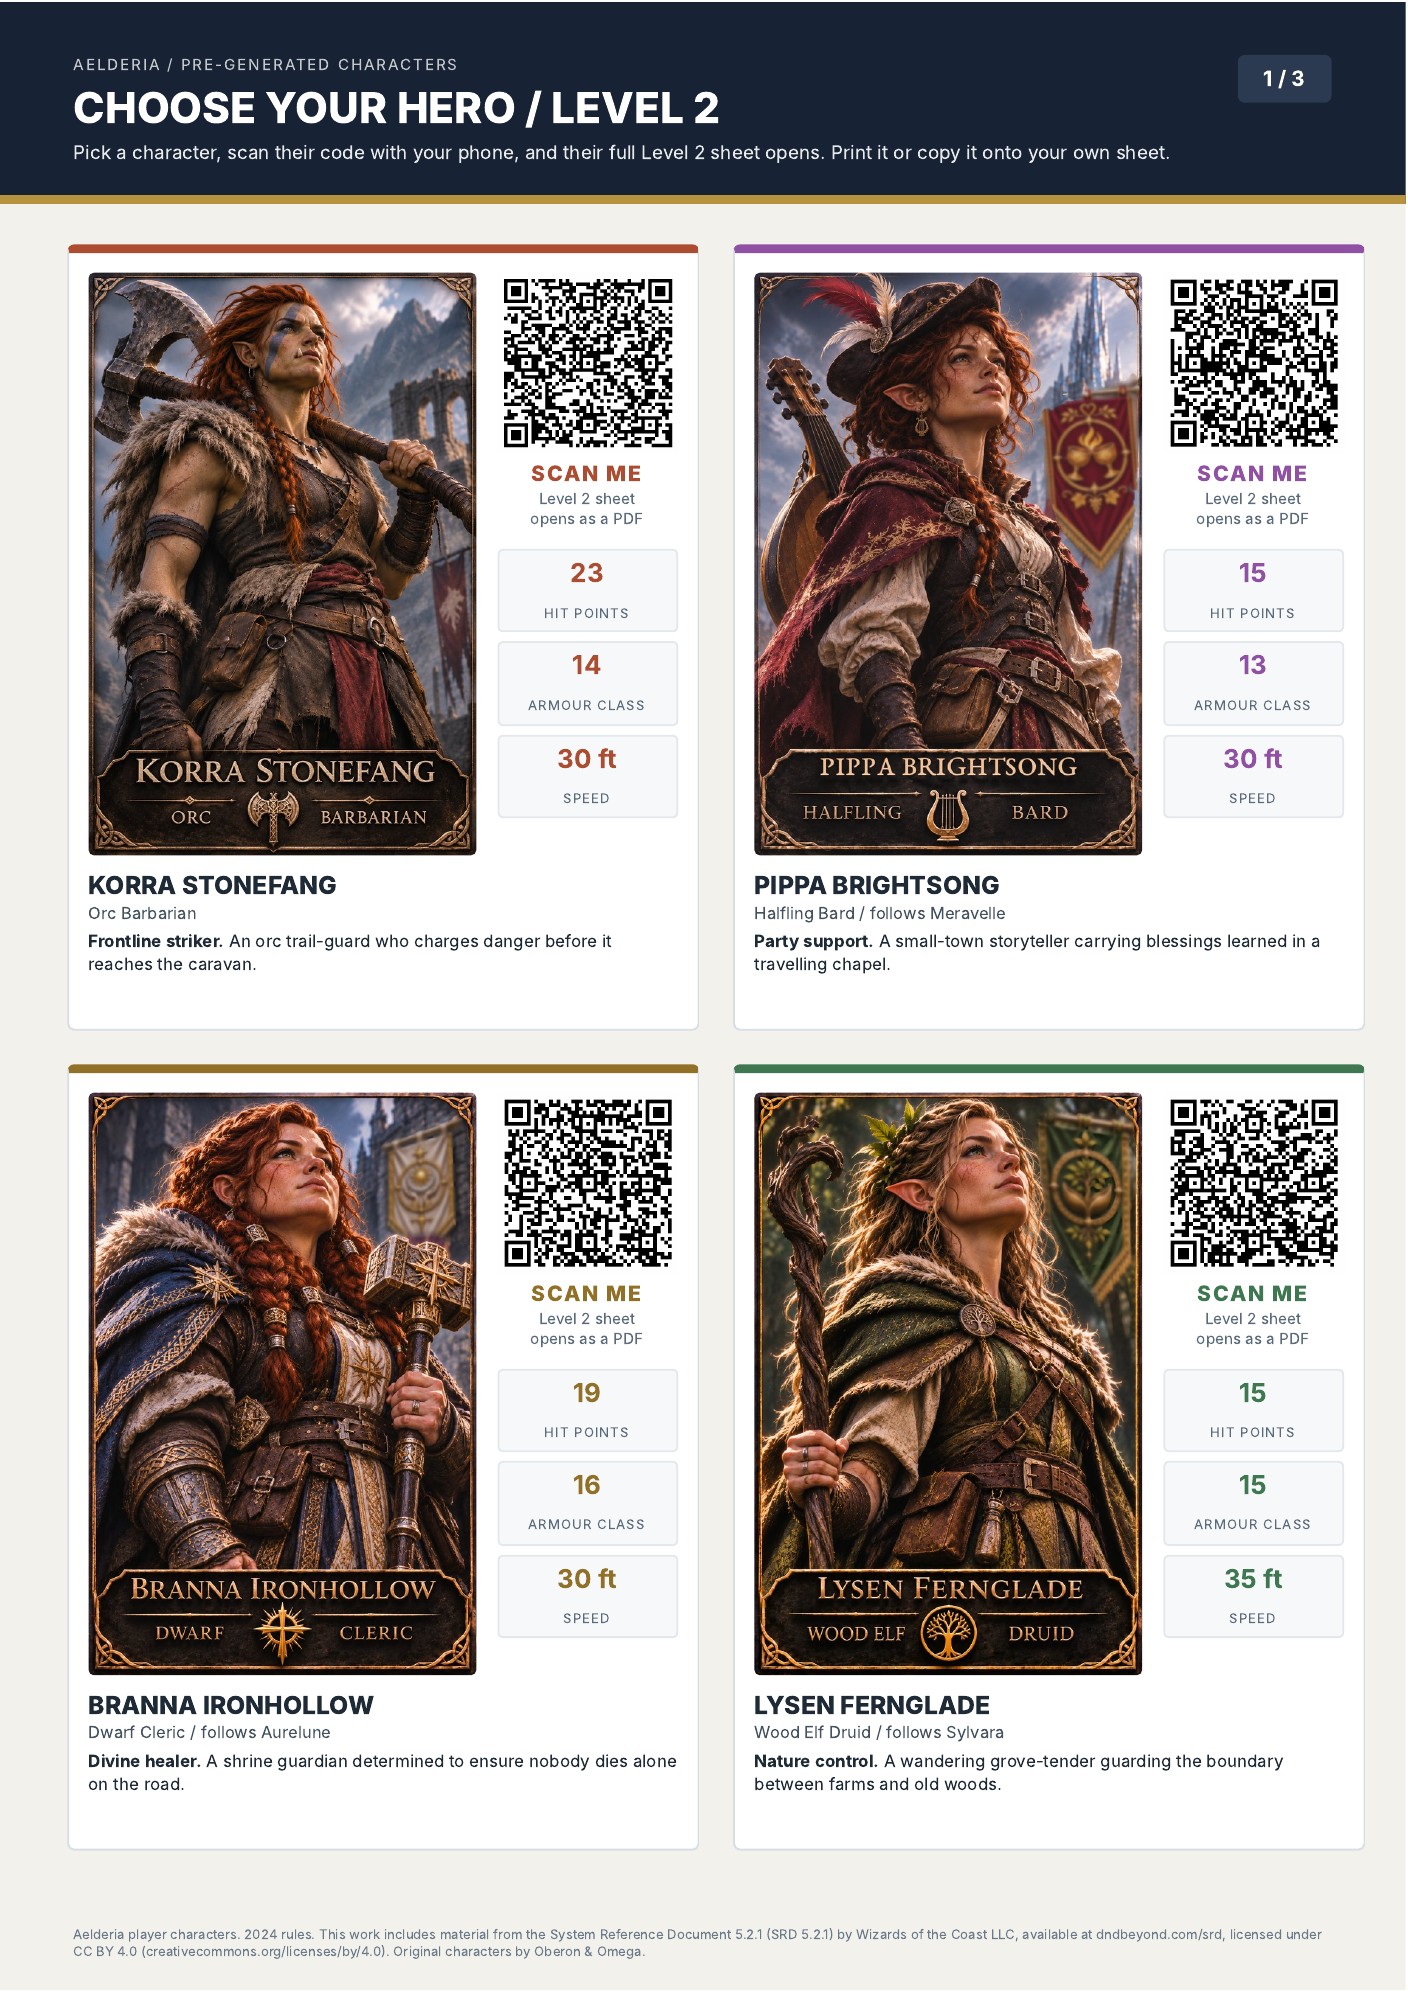 AELDERIA / PRE-GENERATED CHARACTERS
CHOOSE YOUR HERO / LEVEL 2
Pick a character, scan their code with your phone, and their full Level 2 sheet opens. Print it or copy it onto your own sheet.
1 / 3
KORRA STONEFANG
ORC BARBARIAN
SCAN ME
Level 2 sheet
opens as a PDF
23
HIT POINTS
14
ARMOUR CLASS
30 ft
SPEED
KORRA STONEFANG
Orc Barbarian
Frontline striker. An orc trail-guard who charges danger before it
reaches the caravan.
PIPPA BRIGHTSONG
HALFLING BARD
SCAN ME
Level 2 sheet
opens as a PDF
15
HIT POINTS
13
ARMOUR CLASS
30 ft
SPEED
PIPPA BRIGHTSONG
Halfling Bard / follows Meravelle
Party support. A small-town storyteller carrying blessings learned in a
travelling chapel.
BRANNA IRONHOLLOW
DWARF CLERIC
SCAN ME
Level 2 sheet
opens as a PDF
19
HIT POINTS
16
ARMOUR CLASS
30 ft
SPEED
BRANNA IRONHOLLOW
Dwarf Cleric / follows Aurelune
Divine healer. A shrine guardian determined to ensure nobody dies alone
on the road.
LYSEN FERNGLADE
WOOD ELF DRUID
SCAN ME
Level 2 sheet
opens as a PDF
15
HIT POINTS
15
ARMOUR CLASS
35 ft
SPEED
LYSEN FERNGLADE
Wood Elf Druid / follows Sylvara
Nature control. A wandering grove-tender guarding the boundary
between farms and old woods.
Aelderia player characters. 2024 rules. This work includes material from the System Reference Document 5.2.1 (SRD 5.2.1) by Wizards of the Coast LLC, available at dndbeyond.com/srd, licensed under
CC BY 4.0 (creativecommons.org/licenses/by/4.0). Original characters by Oberon & Omega.